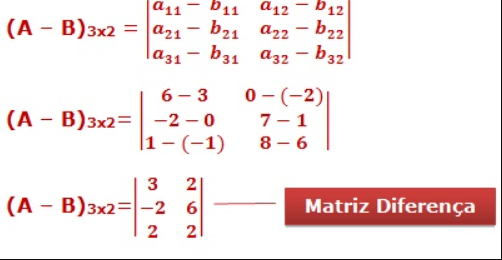 a₁₁ − b₁₁ a₁₂ − b₁₂
(A − B)₃ₓ₂ = a₂₁ − b₂₁ a₂₂ − b₂₂
a₃₁ − b₃₁ a₃₂ − b₃₂
6 − 3 0 − (−2)
(A − B)₃ₓ₂= −2 − 0 7 − 1
1 − (−1) 8 − 6
3 2
(A − B)₃ₓ₂= −2 6 Matriz Diferença
2 2